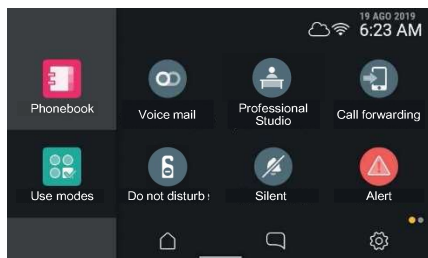 19 AGO 2019
6:23 AM
Phonebook
Voice mail
Professional
Studio
Call forwarding
Use modes
Do not disturb
Silent
Alert